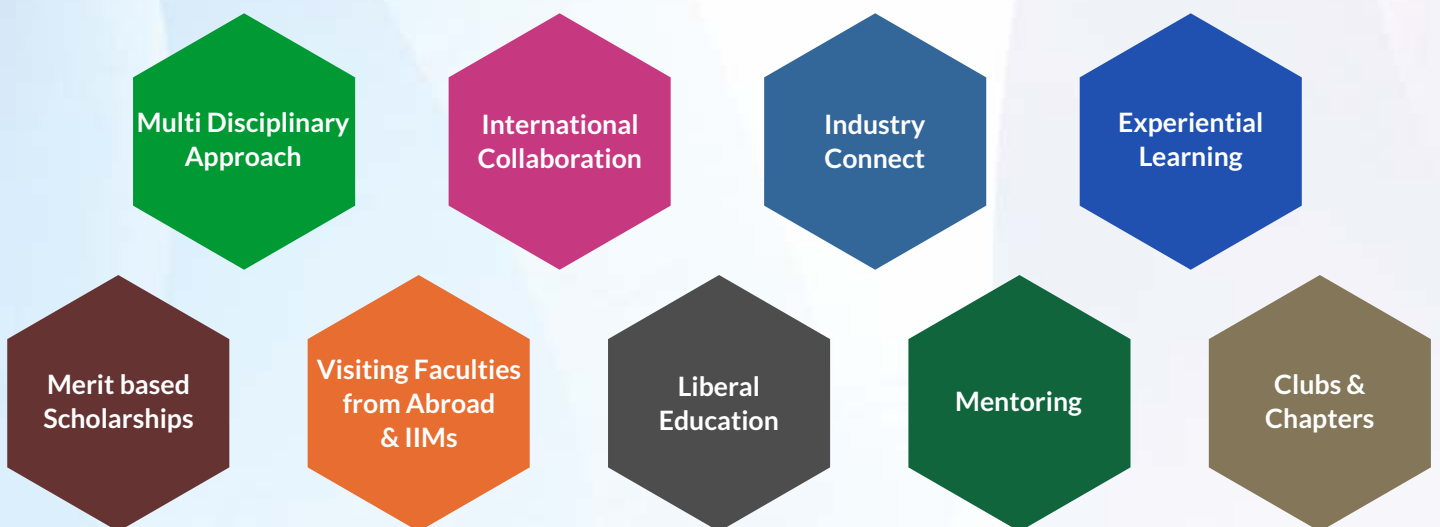 Multi Disciplinary
Approach
International
Collaboration
Industry
Connect
Experiential
Learning
Merit based
Scholarships
Visiting Faculties
from Abroad
& IIMs
Liberal
Education
Mentoring
Clubs &
Chapters